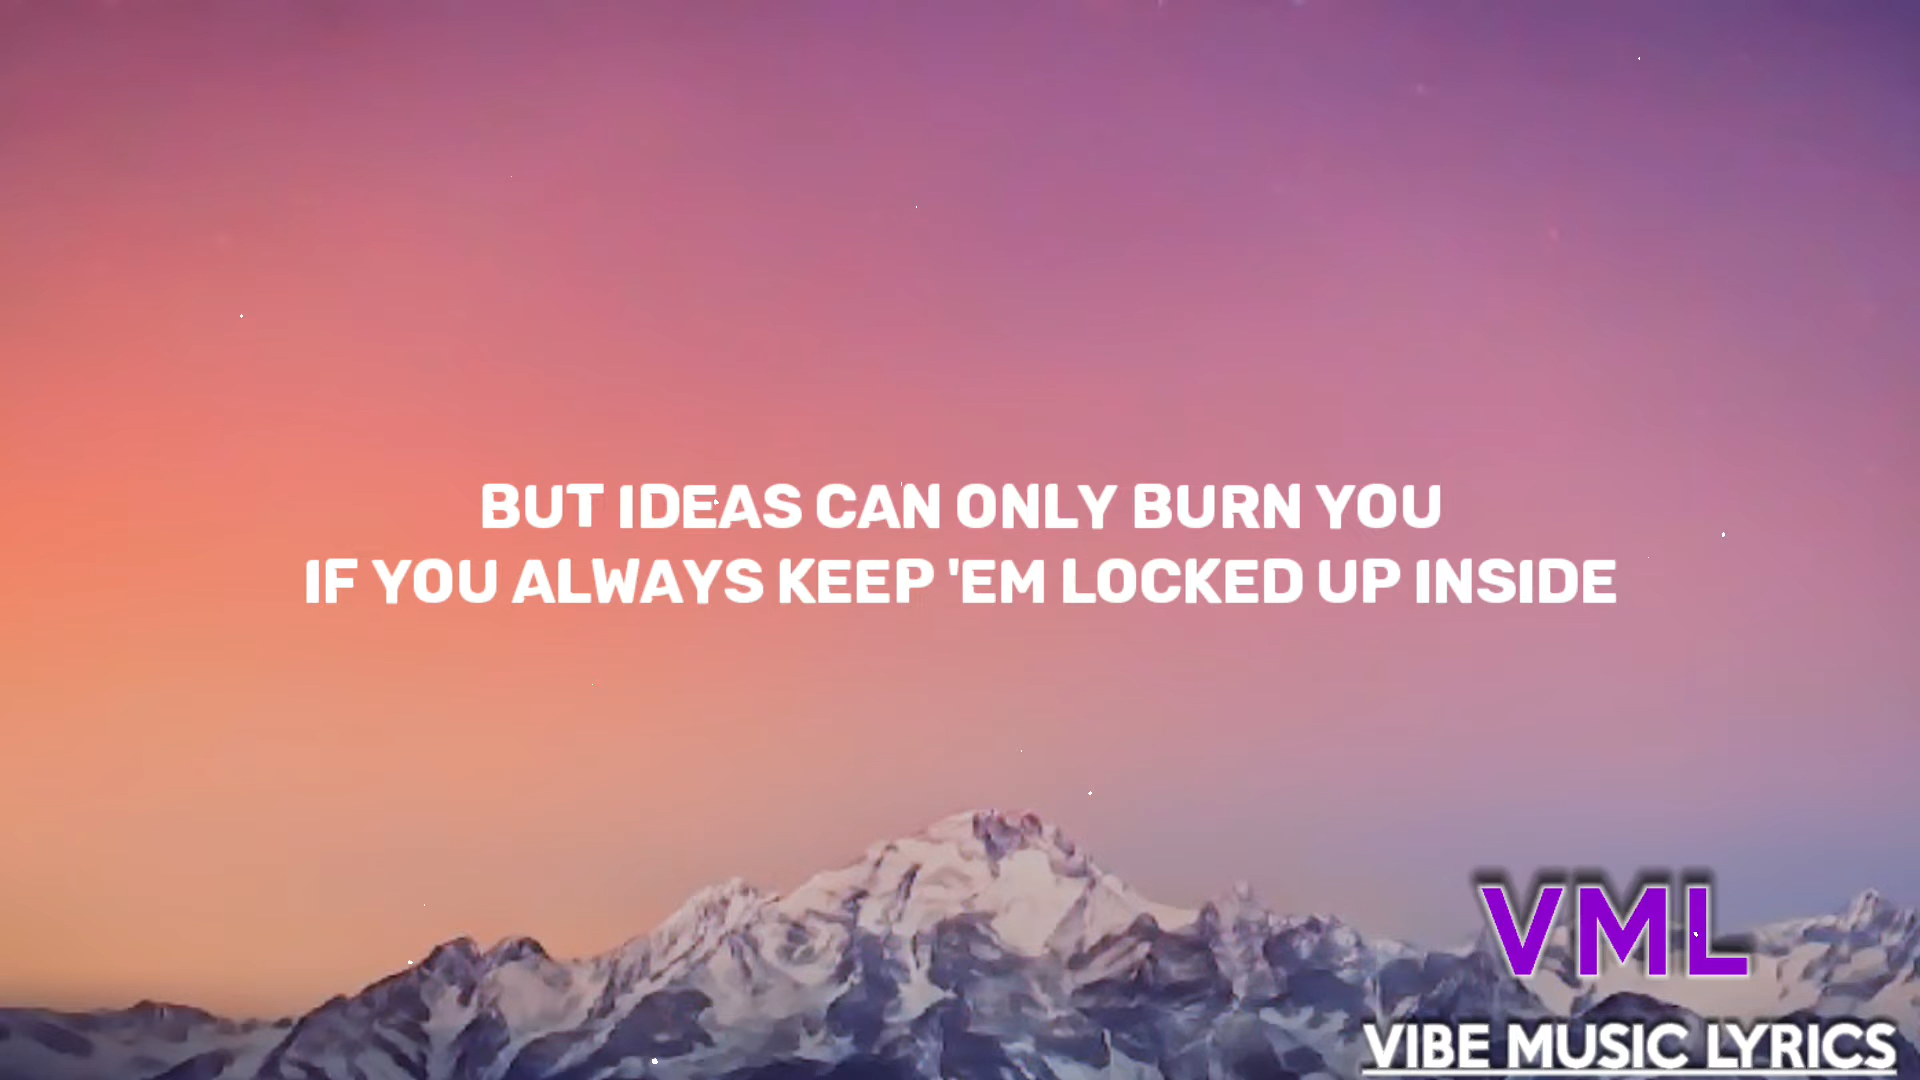 BUT IDEAS CAN ONLY BURN YOU
IF YOU ALWAYS KEEP 'EM LOCKED UP INSIDE
VML
VIBE MUSIC LYRICS